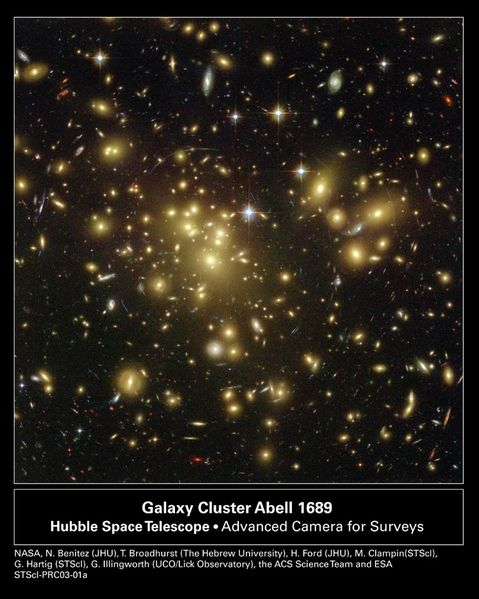 Galaxy Cluster Abell 1689
Hubble Space Telescope • Advanced Camera for Surveys
NASA, N. Benitez (JHU), T. Broadhurst (The Hebrew University), H. Ford (JHU), M. Clampin(STScI),
G. Hartig (STScI), G. Illingworth (UCO/Lick Observatory), the ACS Science Team and ESA
STScI-PRC03-01a